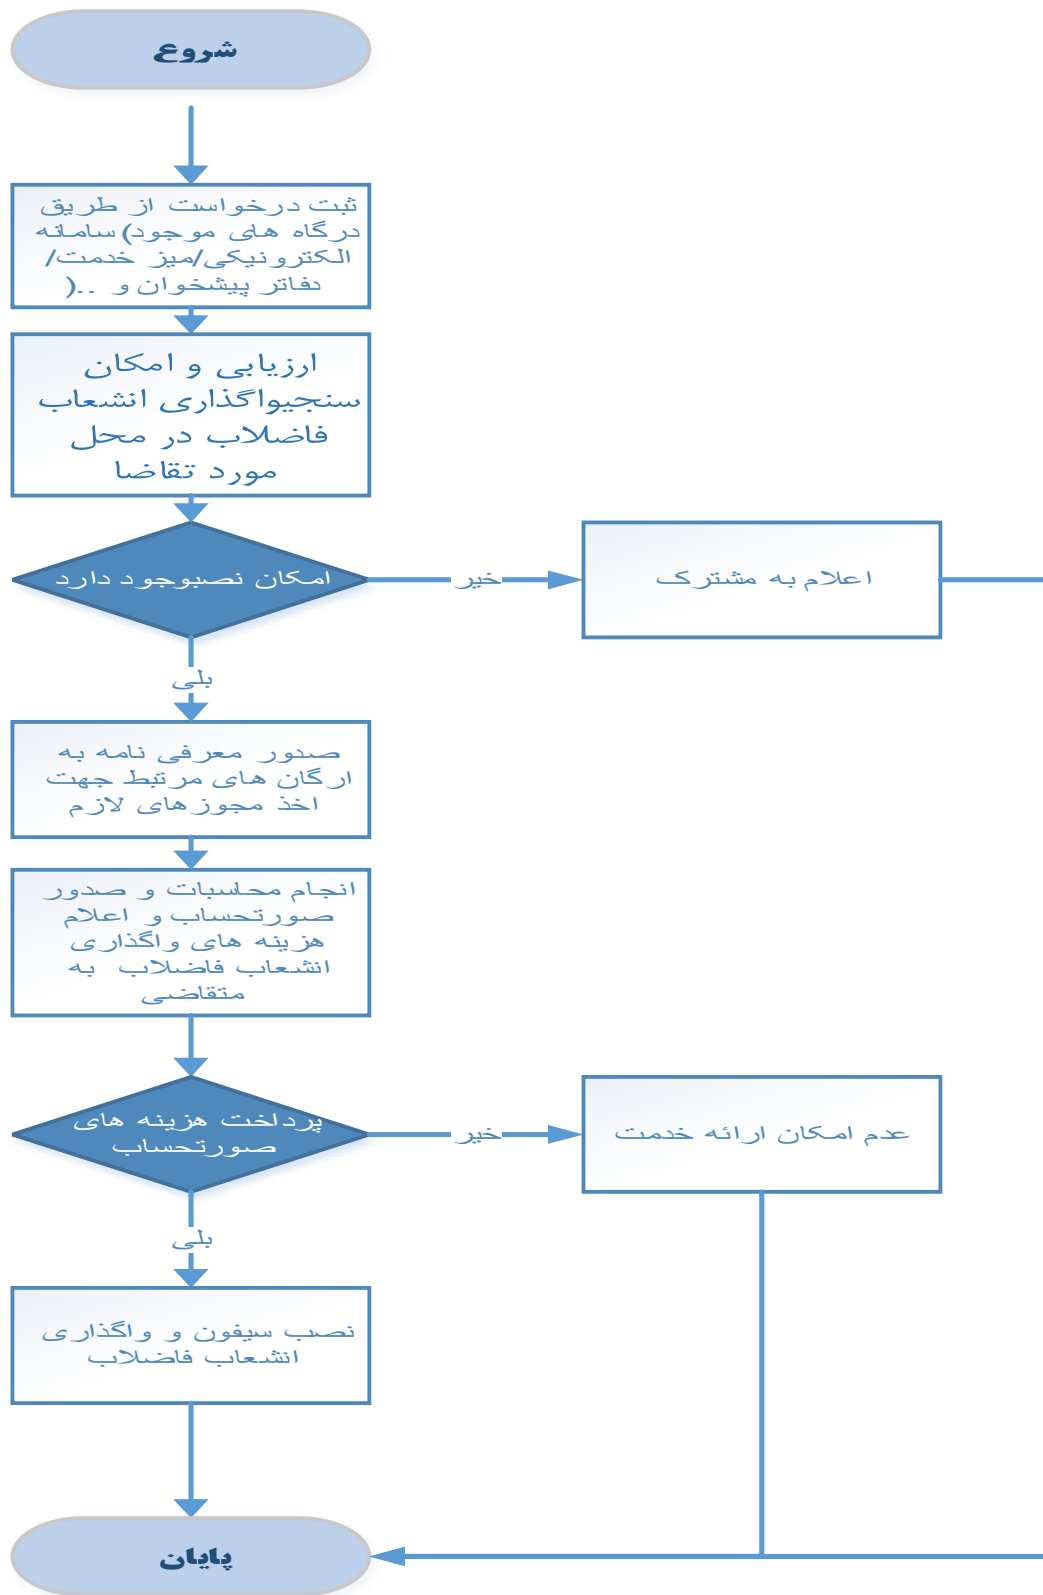 شروع
ثبت درخواست از طریق
درگاه های موجود)سامانه
الکترونیکی/میز خدمت/
دفاتر پیشخوان و ..(
ارزیابی و امکان
سنجیواگذاری انشعاب
فاضلاب در محل
مورد تقاضا
امکان نصبوجود دارد
خیر
اعلام به مشترک
بلی
صدور معرفی نامه به
ارگان های مرتبط جهت
اخذ مجوزهای لازم
انجام محاسبات و صدور
صورتحساب و اعلام
هزینه های واگذاری
انشعاب فاضلاب به
متقاضی
پرداخت هزینه های
صورتحساب
خیر
عدم امکان ارائه خدمت
بلی
نصب سیفون و واگذاری
انشعاب فاضلاب
پایان